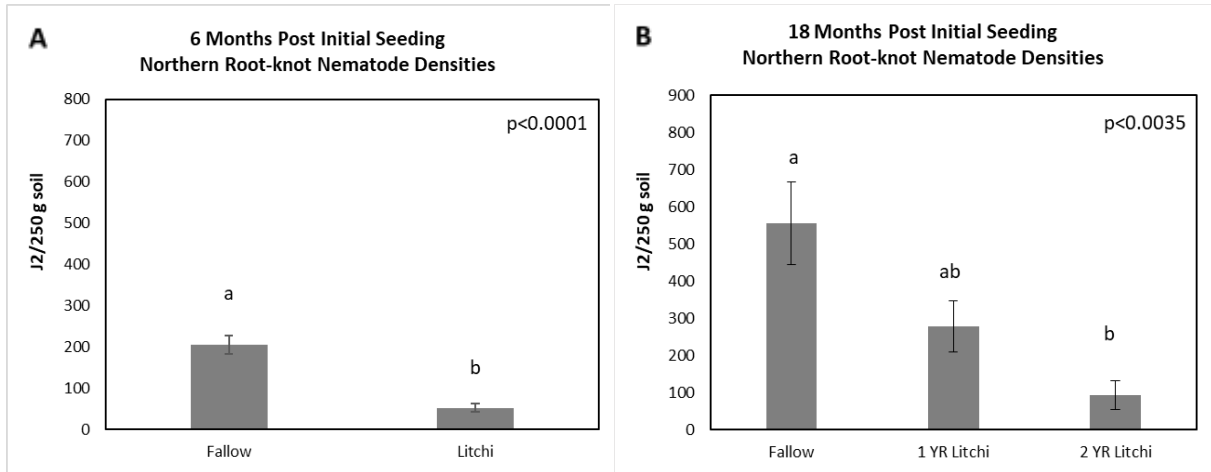 A
6 Months Post Initial Seeding
Northern Root-knot Nematode Densities
800
700
600
500
400
300
200
100
0
J2/250 g soil
p<0.0001
a
b
Fallow
Litchi
B
18 Months Post Initial Seeding
Northern Root-knot Nematode Densities
900
800
700
600
500
400
300
200
100
0
J2/250 g soil
p<0.0035
a
ab
b
Fallow
1 YR Litchi
2 YR Litchi